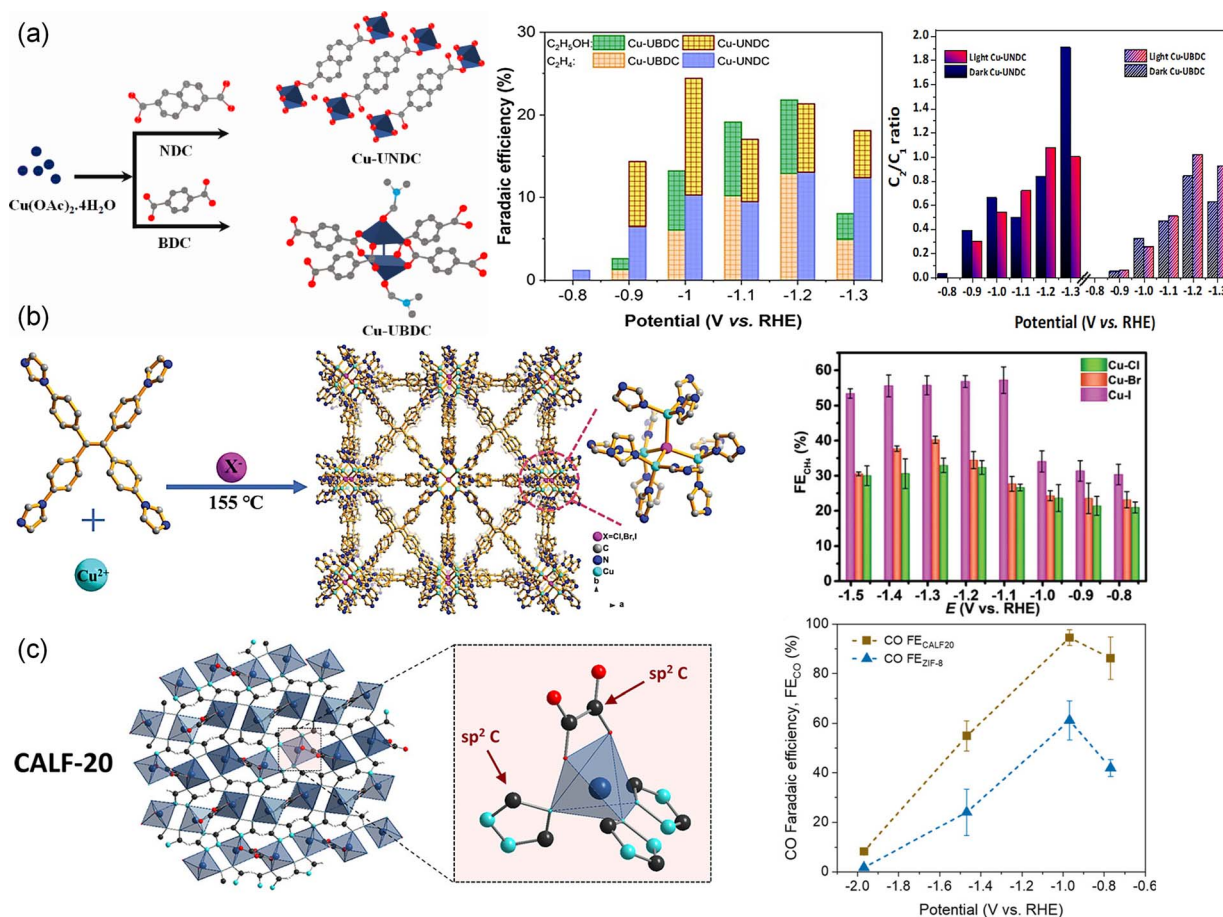 (a)
NDC
Cu(OAc)2.4H2O
BDC
Cu-UNDC
Cu-UBDC
C2H5OH: Cu-UBDC Cu-UNDC
C2H4: Cu-UBDC Cu-UNDC
Faradaic efficiency (%)
30
20
10
0
-0.8 -0.9 -1 -1.1 -1.2 -1.3
Potential (V vs. RHE)
Light Cu-UNDC
Dark Cu-UNDC
Light Cu-UBDC
Dark Cu-UBDC
C2/C1 ratio
2.0
1.8
1.6
1.4
1.2
1.0
0.8
0.6
0.4
0.2
0.0
-0.8 -0.9 -1.0 -1.1 -1.2 -1.3 -0.8 -0.9 -1.0 -1.1 -1.2 -1.3
Potential (V vs. RHE)
(b)
+
Cu2+
X-
155 °C
X=Cl,Br,I
C
N
Cu
b
a
Cu-Cl
Cu-Br
Cu-I
FECH4 (%)
60
50
40
30
20
10
0
-1.5 -1.4 -1.3 -1.2 -1.1 -1.0 -0.9 -0.8
E (V vs. RHE)
(c)
CALF-20
sp2 C
sp2 C
CO FECALF20
CO FEZIF-8
CO Faradaic efficiency, FECO (%)
100
80
60
40
20
0
-2.0 -1.8 -1.6 -1.4 -1.2 -1.0 -0.8 -0.6
Potential (V vs. RHE)